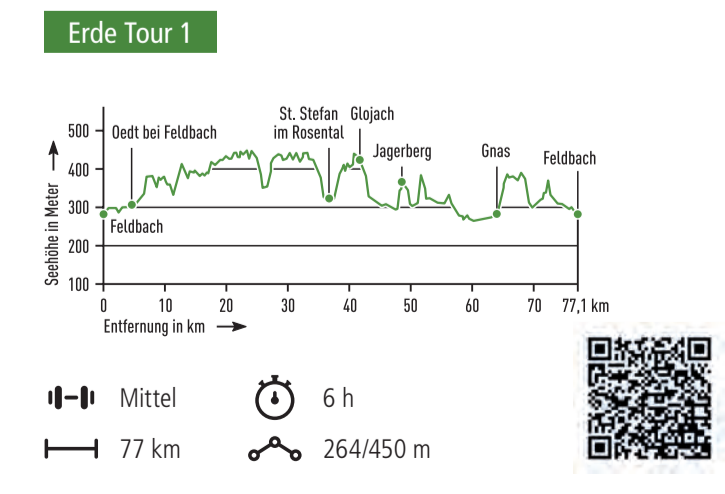 Erde Tour 1
St. Stefan Glojach
500 Oedt bei Feldbach im Rosental
Jagerberg Gnas Feldbach
400
300
Feldbach
200
100
Seehöhe in Meter
0 10 20 30 40 50 60 70 77,1 km
Entfernung in km
Mittel 6 h
77 km 264/450 m